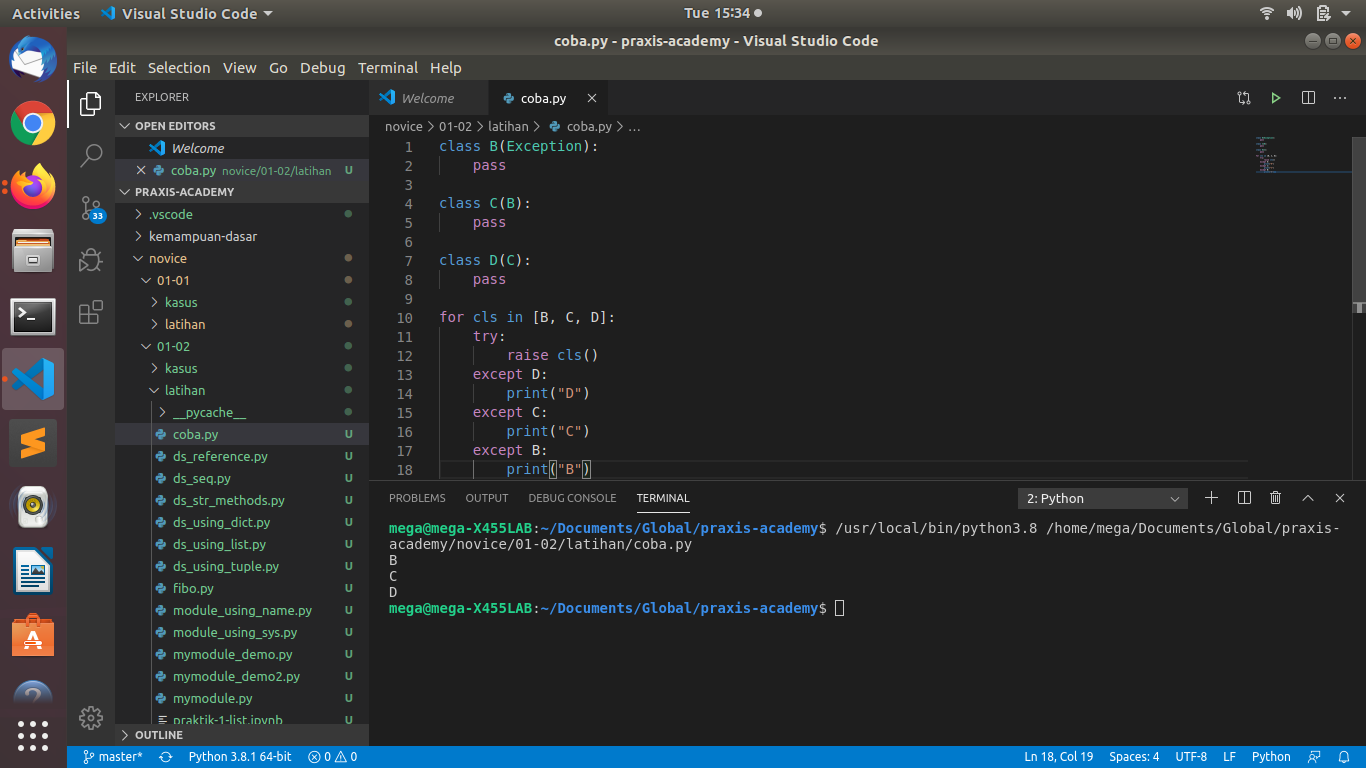 Activities Visual Studio Code Tue 15:34
coba.py - praxis-academy - Visual Studio Code
File Edit Selection View Go Debug Terminal Help
EXPLORER
OPEN EDITORS
Welcome
coba.py novice/01-02/latihan U
PRAXIS-ACADEMY
.vscode
kemampuan-dasar
novice
01-01
kasus
latihan
01-02
kasus
latihan
__pycache__
coba.py U
ds_reference.py U
ds_seq.py U
ds_str_methods.py U
ds_using_dict.py U
ds_using_list.py U
ds_using_tuple.py U
fibo.py U
module_using_name.py U
module_using_sys.py U
mymodule_demo.py U
mymodule_demo2.py U
mymodule.py U
praktik-1-list.ipynb U
OUTLINE
33
Welcome coba.py
novice > 01-02 > latihan > coba.py > ...
1 class B(Exception):
2     pass
3
4 class C(B):
5     pass
6
7 class D(C):
8     pass
9
10 for cls in [B, C, D]:
11     try:
12         raise cls()
13     except D:
14         print("D")
15     except C:
16         print("C")
17     except B:
18         print("B")
PROBLEMS OUTPUT DEBUG CONSOLE TERMINAL 2: Python
mega@mega-X455LAB:~/Documents/Global/praxis-academy$ /usr/local/bin/python3.8 /home/mega/Documents/Global/praxis-
academy/novice/01-02/latihan/coba.py
B
C
D
mega@mega-X455LAB:~/Documents/Global/praxis-academy$
master* Python 3.8.1 64-bit 0 0 Ln 18, Col 19 Spaces: 4 UTF-8 LF Python